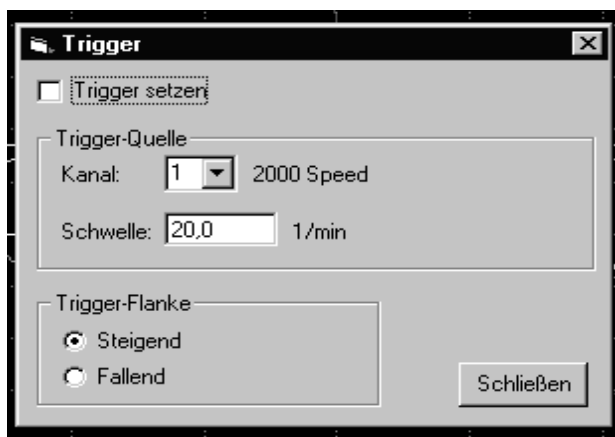 Trigger
Trigger setzen
Trigger-Quelle
Kanal: 1 2000 Speed
Schwelle: 20,0 1/min
Trigger-Flanke
Steigend
Fallend
Schließen